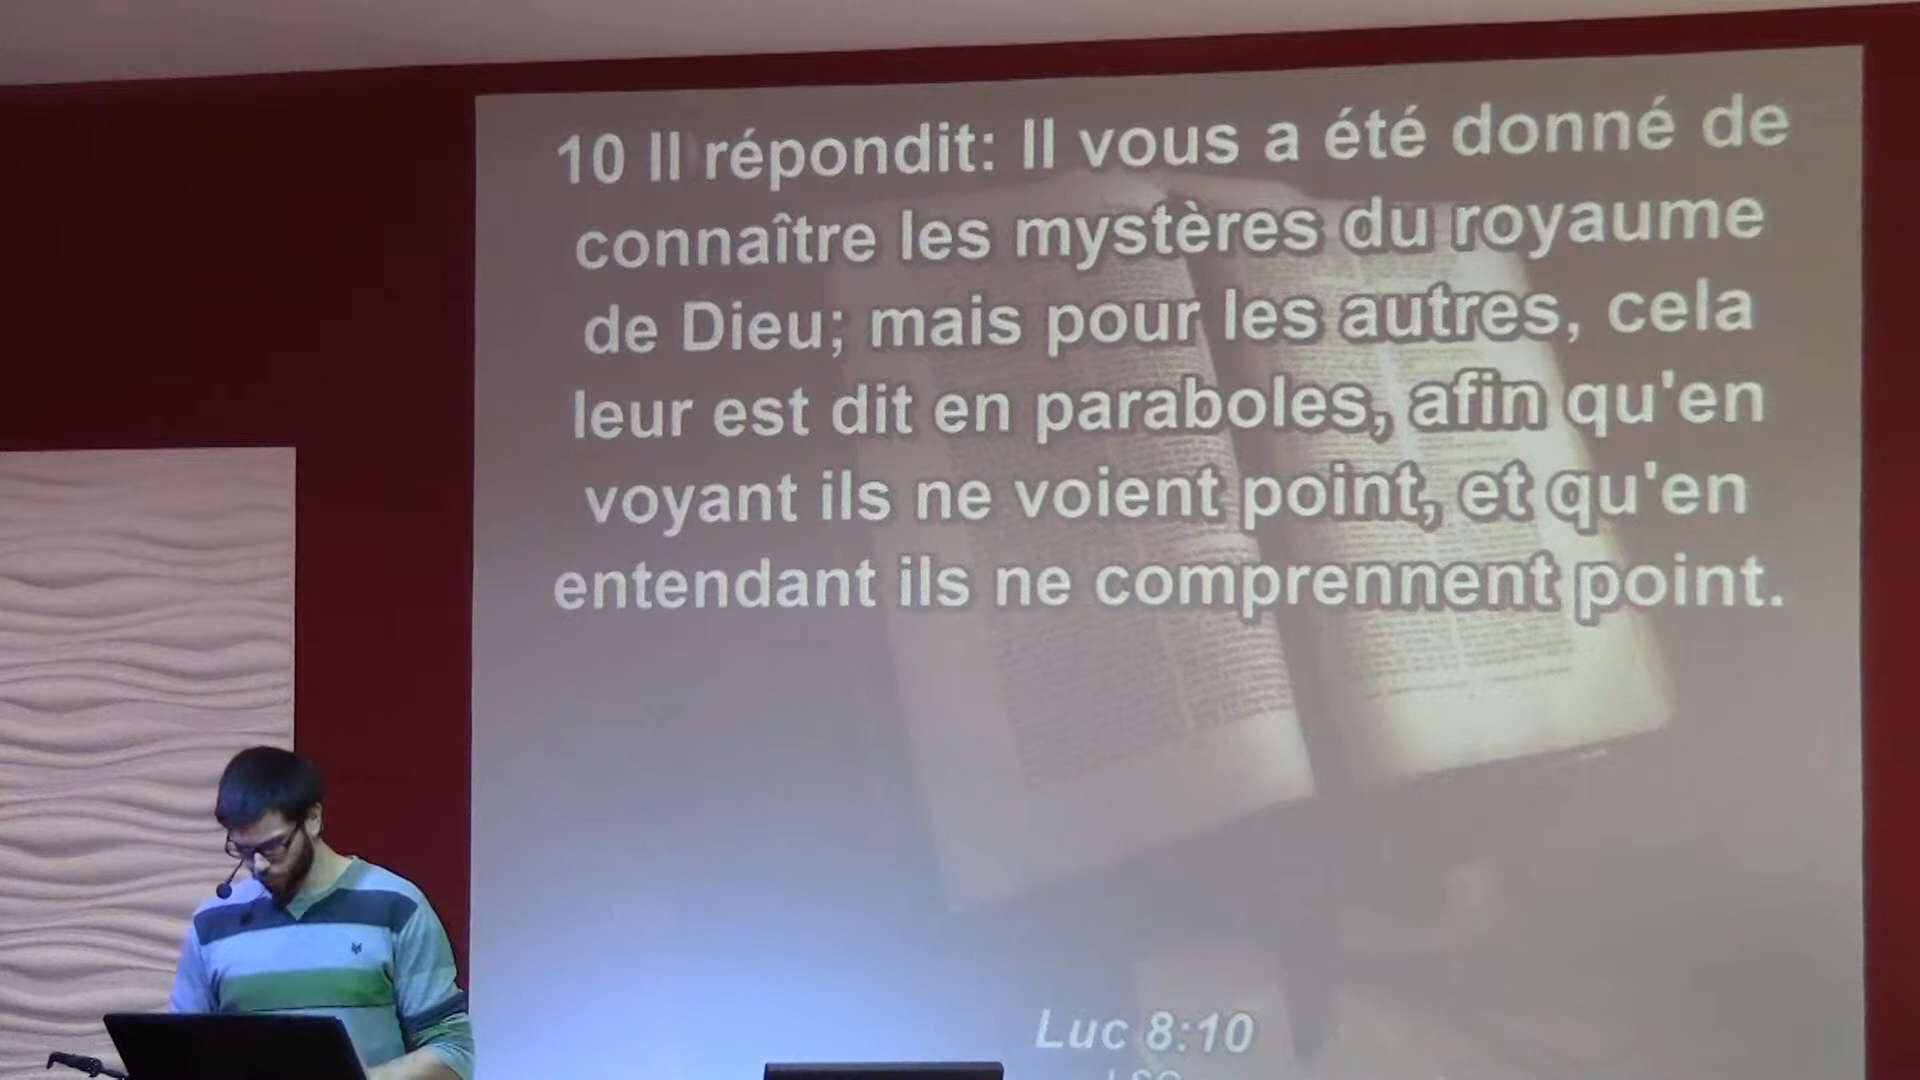 10 Il répondit: Il vous a été donné de
connaître les mystères du royaume
de Dieu; mais pour les autres, cela
leur est dit en paraboles, afin qu'en
voyant ils ne voient point, et qu'en
entendant ils ne comprennent point.
Luc 8:10